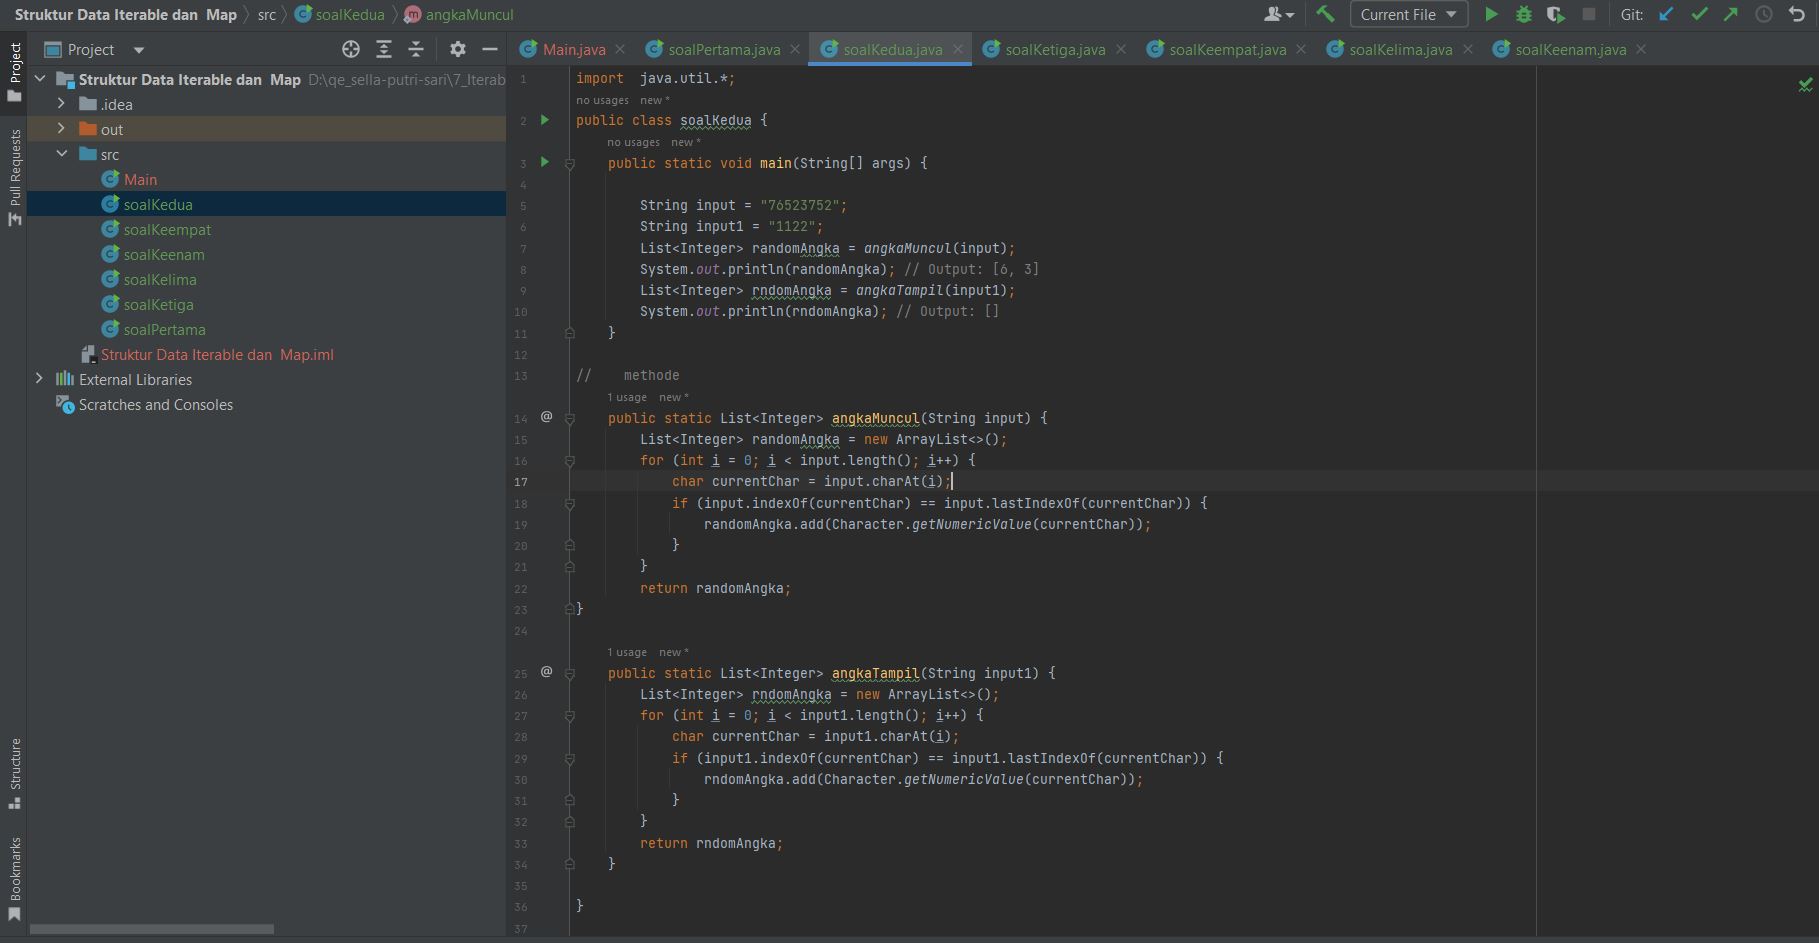 Struktur Data Iterable dan  Map
src
soalKedua
angkaMuncul
Current File
Git:
Project
Pull Requests
Structure
Bookmarks
Project
Struktur Data Iterable dan  Map D:\qe_sella-putri-sari\7_Iterab
.idea
out
src
Main
soalKedua
soalKeempat
soalKeenam
soalKelima
soalKetiga
soalPertama
Struktur Data Iterable dan  Map.iml
External Libraries
Scratches and Consoles
Main.java
soalPertama.java
soalKedua.java
soalKetiga.java
soalKeempat.java
soalKelima.java
soalKeenam.java
1 import  java.util.*;
no usages   new *
2 public class soalKedua {
no usages   new *
3     public static void main(String[] args) {
4
5         String input = "76523752";
6         String input1 = "1122";
7         List<Integer> randomAngka = angkaMuncul(input);
8         System.out.println(randomAngka); // Output: [6, 3]
9         List<Integer> rndomAngka = angkaTampil(input1);
10         System.out.println(rndomAngka); // Output: []
11     }
12
13 //    methode
1 usage   new *
14 @     public static List<Integer> angkaMuncul(String input) {
15         List<Integer> randomAngka = new ArrayList<>();
16         for (int i = 0; i < input.length(); i++) {
17             char currentChar = input.charAt(i);
18             if (input.indexOf(currentChar) == input.lastIndexOf(currentChar)) {
19                 randomAngka.add(Character.getNumericValue(currentChar));
20             }
21         }
22         return randomAngka;
23 }
24
1 usage   new *
25 @     public static List<Integer> angkaTampil(String input1) {
26         List<Integer> rndomAngka = new ArrayList<>();
27         for (int i = 0; i < input1.length(); i++) {
28             char currentChar = input1.charAt(i);
29             if (input1.indexOf(currentChar) == input1.lastIndexOf(currentChar)) {
30                 rndomAngka.add(Character.getNumericValue(currentChar));
31             }
32         }
33         return rndomAngka;
34     }
35
36 }
37